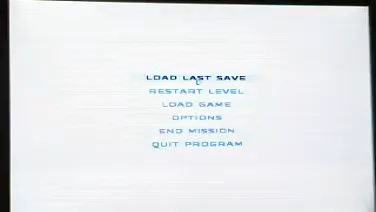 LOAD LAST SAVE
RESTART LEVEL
LOAD GAME
OPTIONS
END MISSION
QUIT PROGRAM